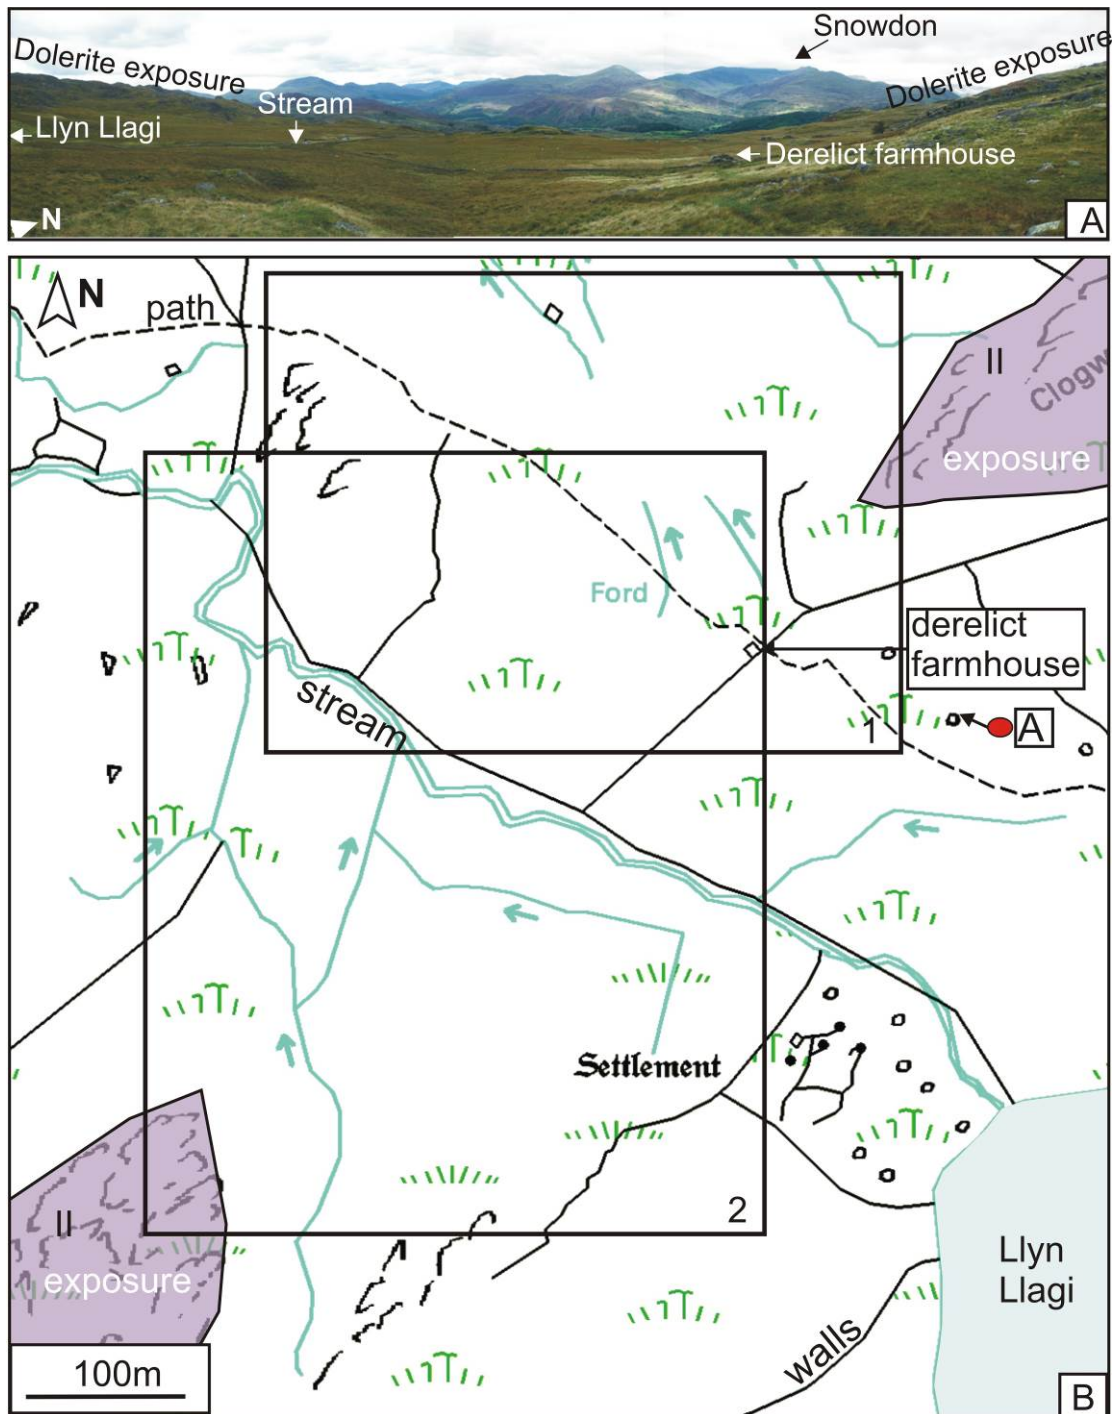 Snowdon
Dolerite exposure
Dolerite exposure
Stream
Llyn Llagi
Derelict farmhouse
N
A
N
path
II
Clogw
exposure
Ford
derelict
farmhouse
stream
1
A
Settlement
2
II
exposure
Llyn
Llagi
walls
100m
B